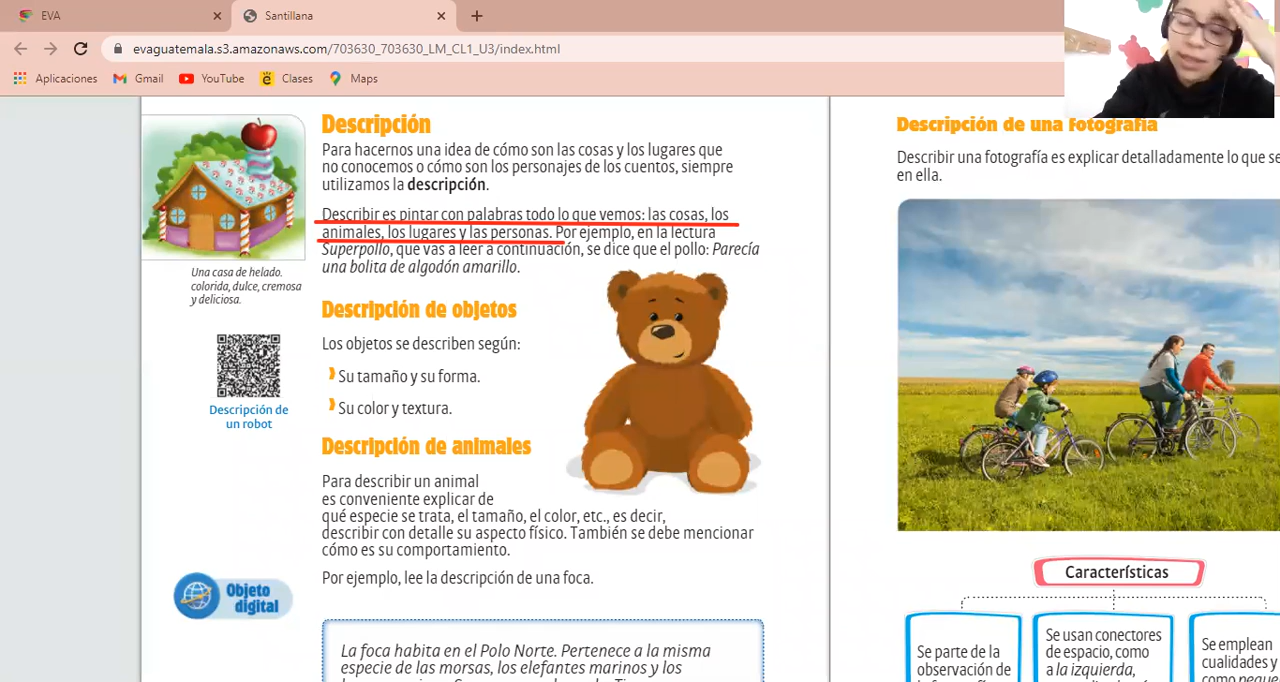 EVA
Santillana
evaguatemala.s3.amazonaws.com/703630_703630_LM_CL1_U3/index.html
Aplicaciones
Gmail
YouTube
Clases
Maps
Descripción
Para hacernos una idea de cómo son las cosas y los lugares que
no conocemos o cómo son los personajes de los cuentos, siempre
utilizamos la descripción.
Describir es pintar con palabras todo lo que vemos: las cosas, los
animales, los lugares y las personas. Por ejemplo, en la lectura
Superpollo, que vas a leer a continuación, se dice que el pollo: Parecía
una bolita de algodón amarillo.
Una casa de helado.
colorida, dulce, cremosa
y deliciosa.
Descripción de
un robot
Descripción de objetos
Los objetos se describen según:
Su tamaño y su forma.
Su color y textura.
Descripción de animales
Para describir un animal
es conveniente explicar de
qué especie se trata, el tamaño, el color, etc., es decir,
describir con detalle su aspecto físico. También se debe mencionar
cómo es su comportamiento.
Por ejemplo, lee la descripción de una foca.
Objeto
digital
La foca habita en el Polo Norte. Pertenece a la misma
especie de las morsas, los elefantes marinos y los
Descripción de una fotografía
Describir una fotografía es explicar detalladamente lo que se
en ella.
Características
Se parte de la
observación de
Se usan conectores
de espacio, como
a la izquierda,
Se emplean
cualidades y